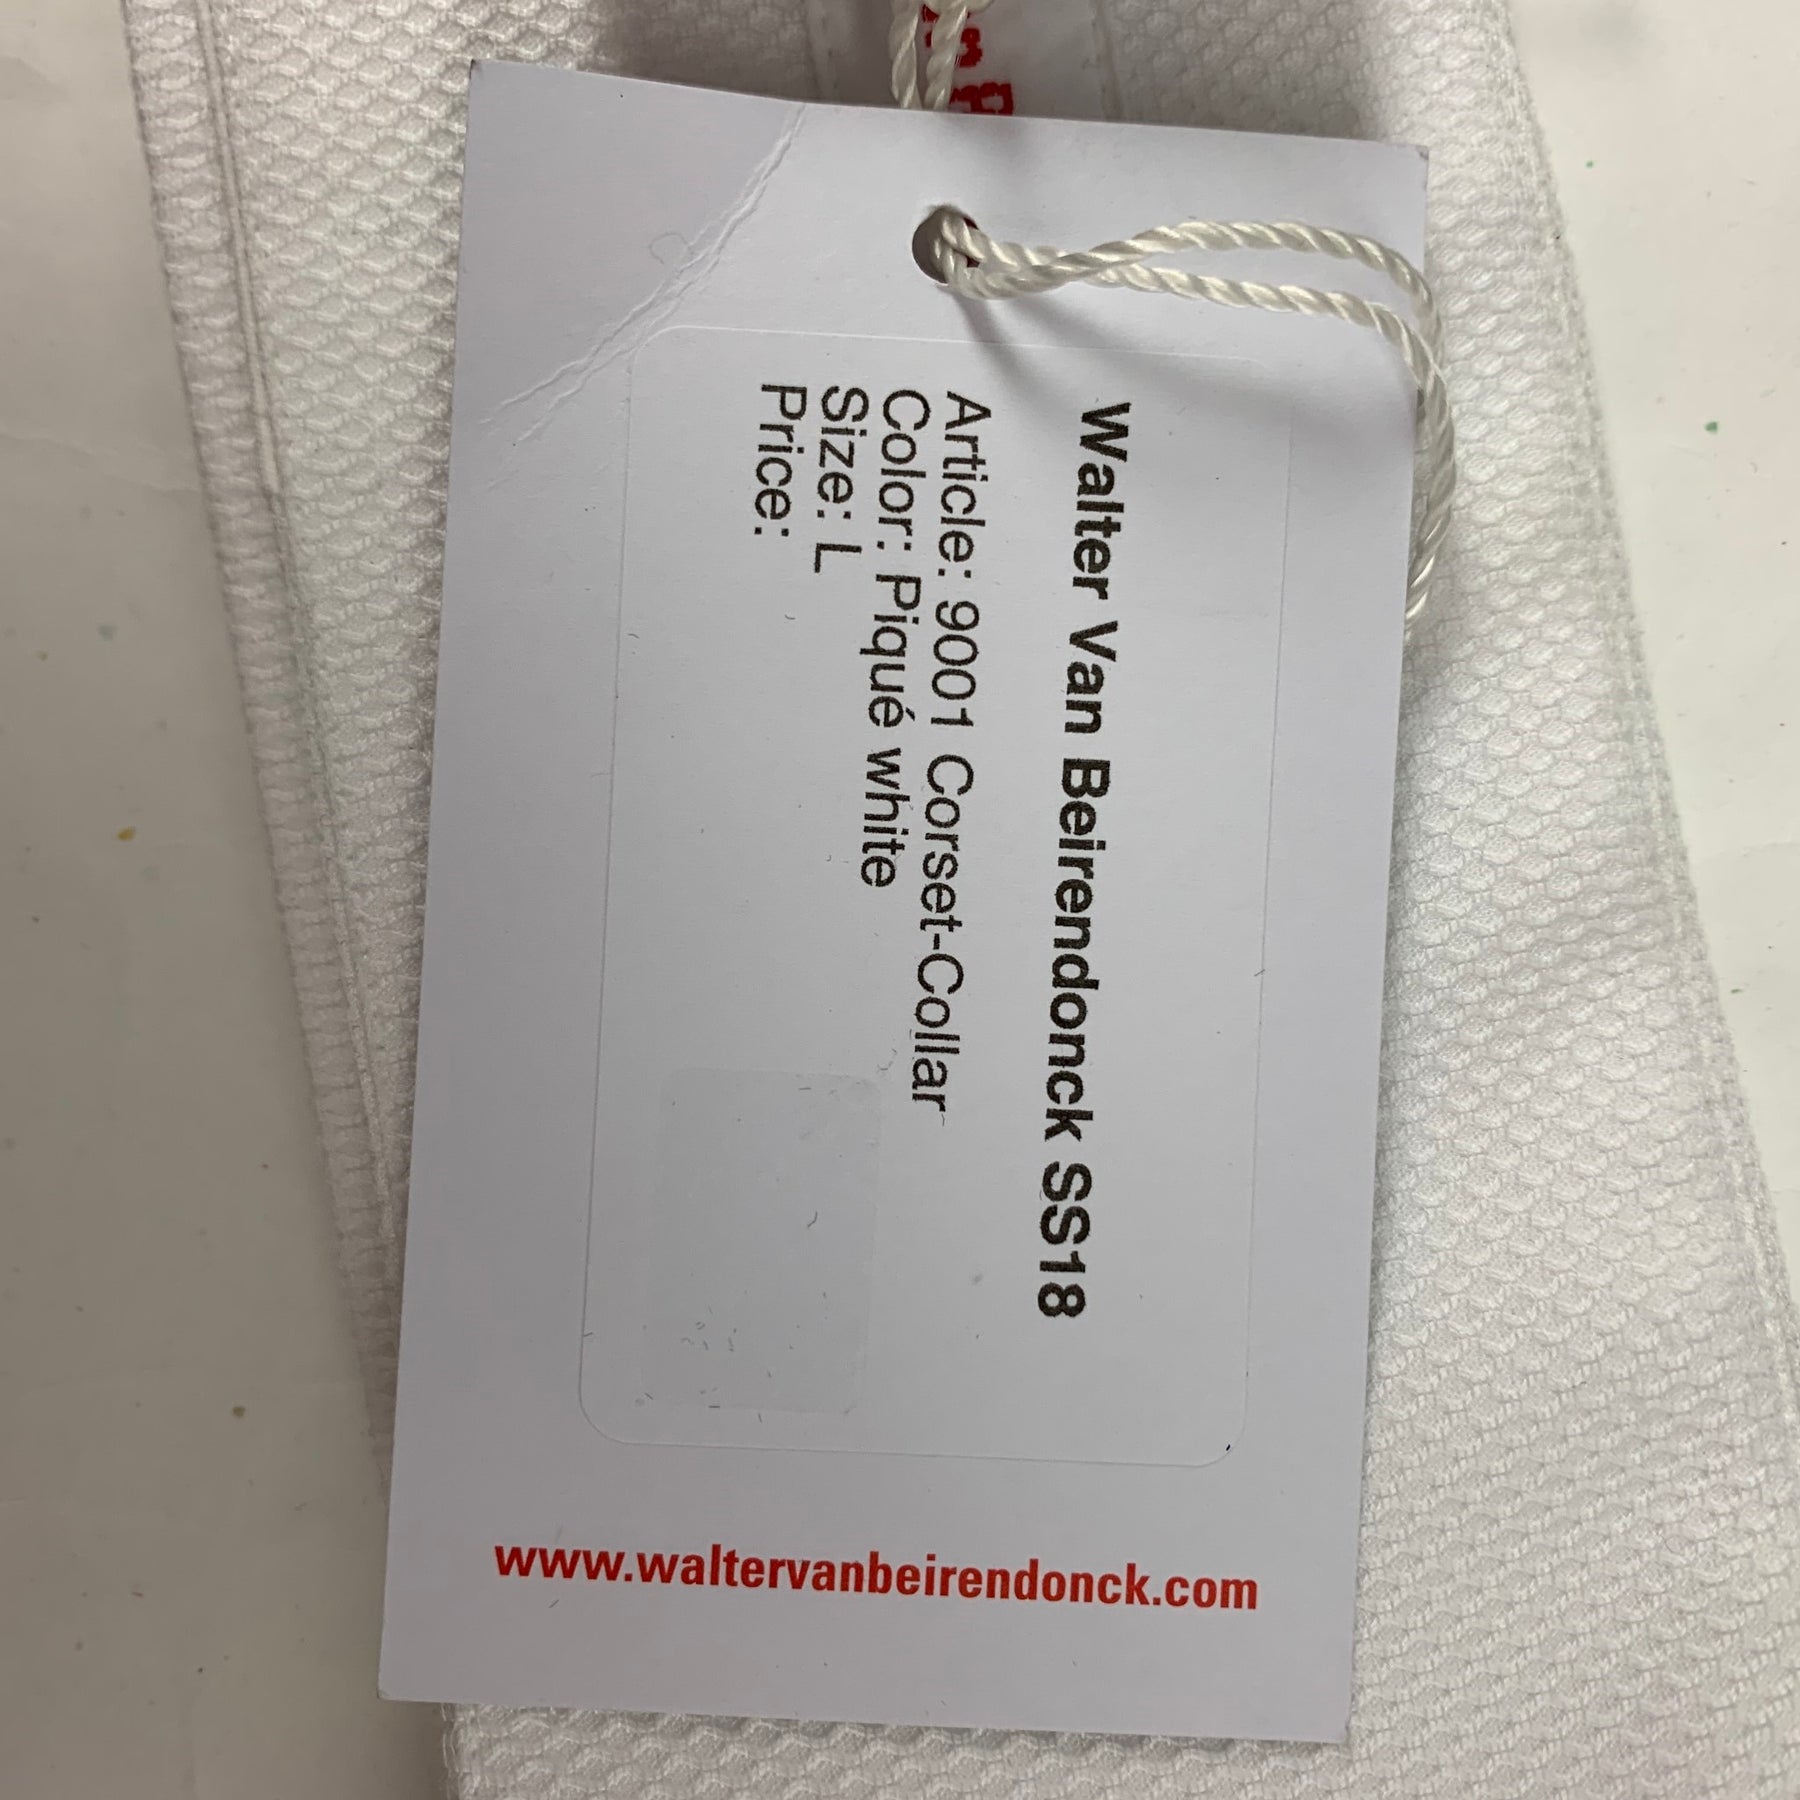 Walter Van Beirendonck SS18
Article: 9001 Corset-Collar
Color: Piqué white
Size: L
Price:
www.waltervanbeirendonck.com